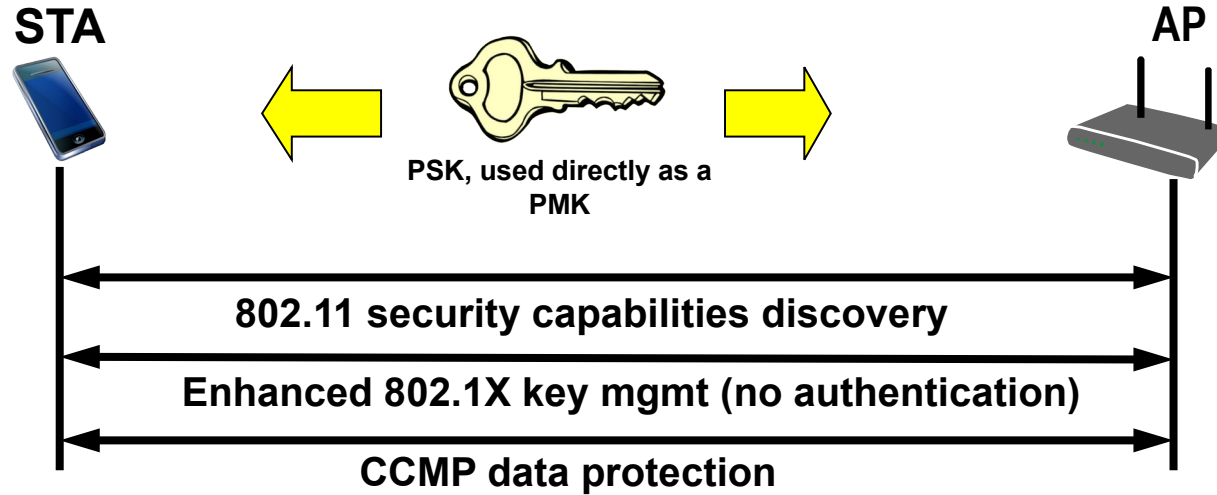 STA
AP
PSK, used directly as a
PMK
802.11 security capabilities discovery
Enhanced 802.1X key mgmt (no authentication)
CCMP data protection